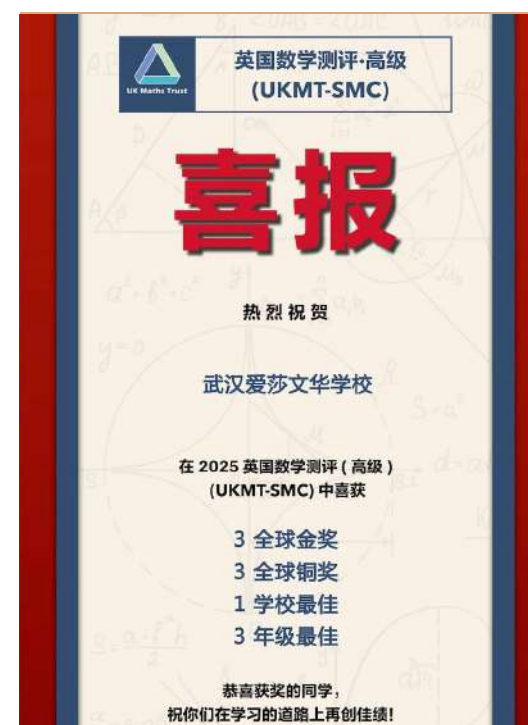 UK Maths Trust
英国数学测评·高级
(UKMT-SMC)
喜报
热烈祝贺
武汉爱莎文华学校
在 2025 英国数学测评 ( 高级 )
(UKMT-SMC) 中喜获
3 全球金奖
3 全球铜奖
1 学校最佳
3 年级最佳
恭喜获奖的同学，
祝你们在学习的道路上再创佳绩!